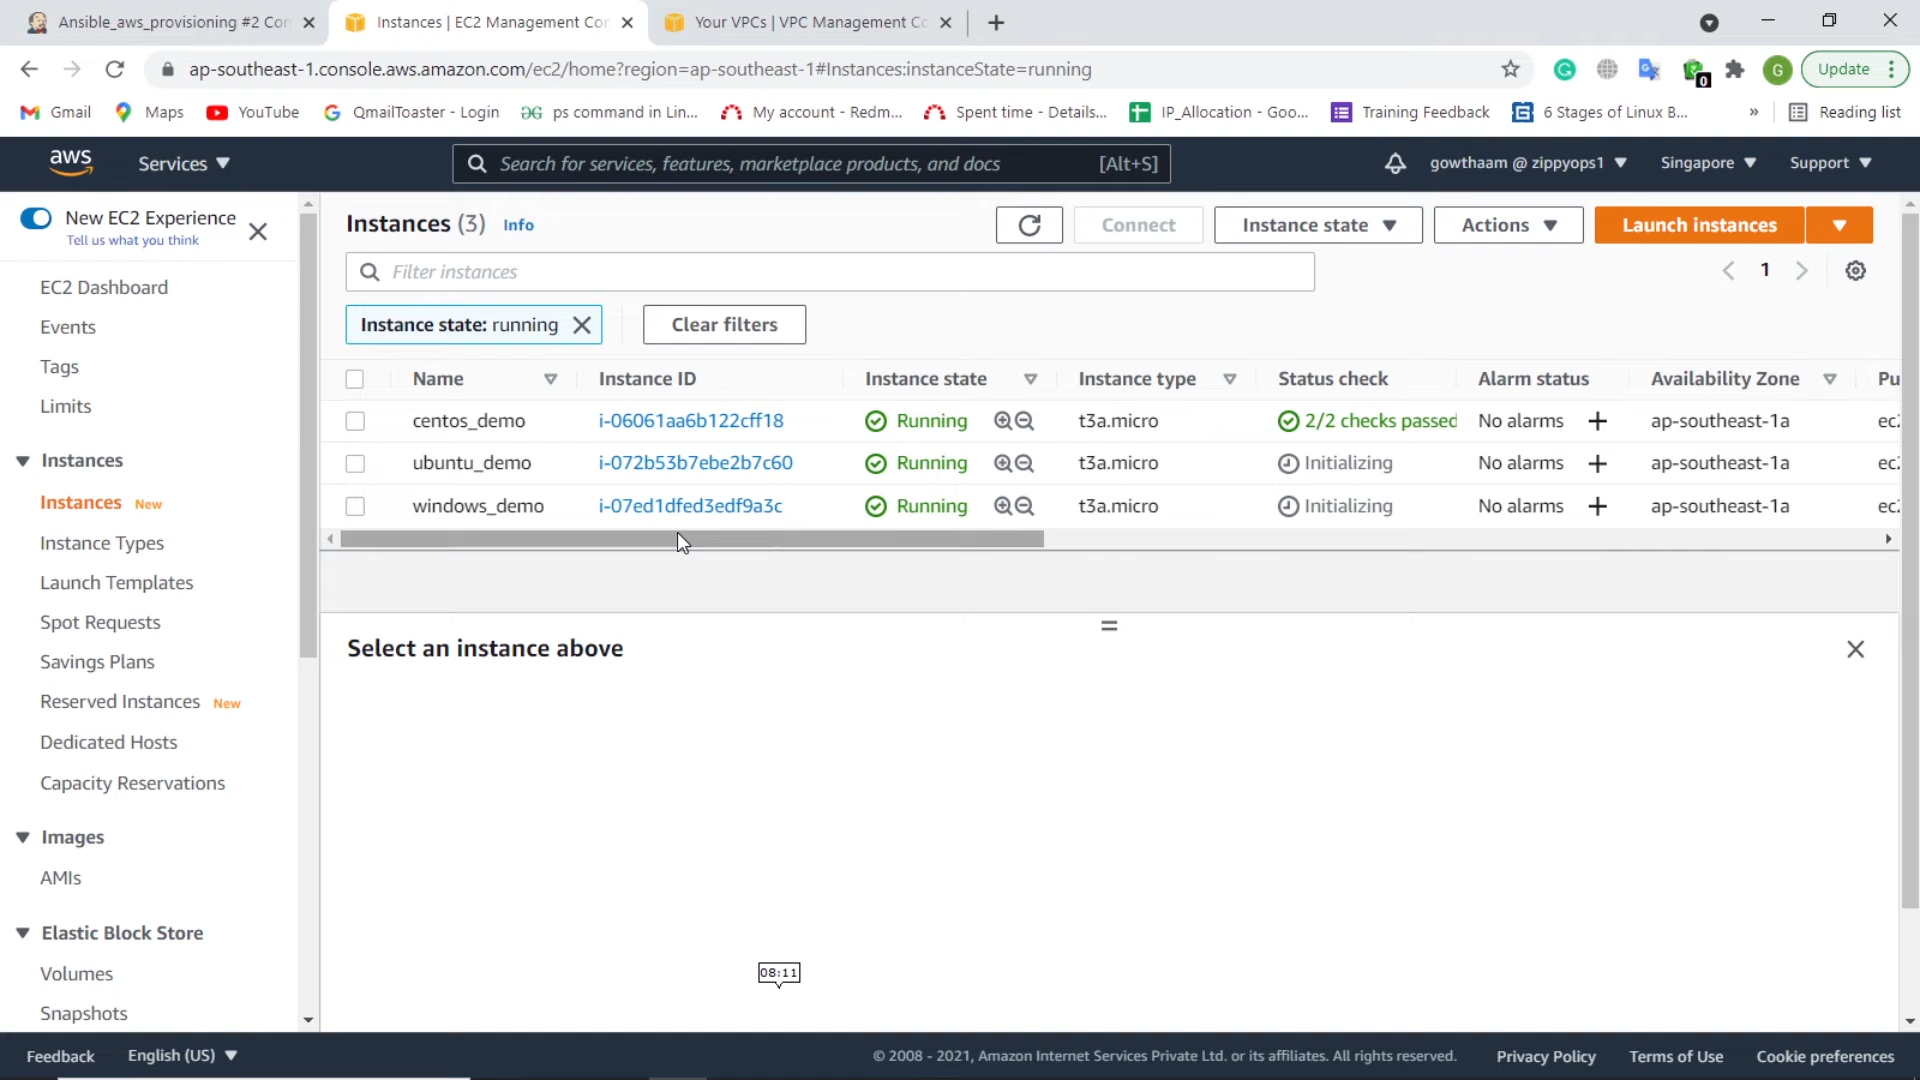 Ansible_aws_provisioning #2 Con
Instances | EC2 Management Con
Your VPCs | VPC Management Co
ap-southeast-1.console.aws.amazon.com/ec2/home?region=ap-southeast-1#Instances:instanceState=running
0
G
Update
Gmail
Maps
YouTube
QmailToaster - Login
ps command in Lin...
My account - Redm...
Spent time - Details...
IP_Allocation - Goo...
Training Feedback
6 Stages of Linux B...
»
Reading list
aws
Services
Search for services, features, marketplace products, and docs
[Alt+S]
gowthaam @ zippyops1
Singapore
Support
New EC2 Experience
Tell us what you think
EC2 Dashboard
Events
Tags
Limits
Instances
Instances New
Instance Types
Launch Templates
Spot Requests
Savings Plans
Reserved Instances New
Dedicated Hosts
Capacity Reservations
Images
AMIs
Elastic Block Store
Volumes
Snapshots
Instances (3) Info
Connect
Instance state
Actions
Launch instances
Filter instances
1
Instance state: running
Clear filters
Name Instance ID Instance state Instance type Status check Alarm status Availability Zone Pu
centos_demo i-06061aa6b122cff18 Running t3a.micro 2/2 checks passed No alarms + ap-southeast-1a ec2
ubuntu_demo i-072b53b7ebe2b7c60 Running t3a.micro Initializing No alarms + ap-southeast-1a ec2
windows_demo i-07ed1dfed3edf9a3c Running t3a.micro Initializing No alarms + ap-southeast-1a ec2
Select an instance above
08:11
Feedback
English (US)
© 2008 - 2021, Amazon Internet Services Private Ltd. or its affiliates. All rights reserved.
Privacy Policy
Terms of Use
Cookie preferences